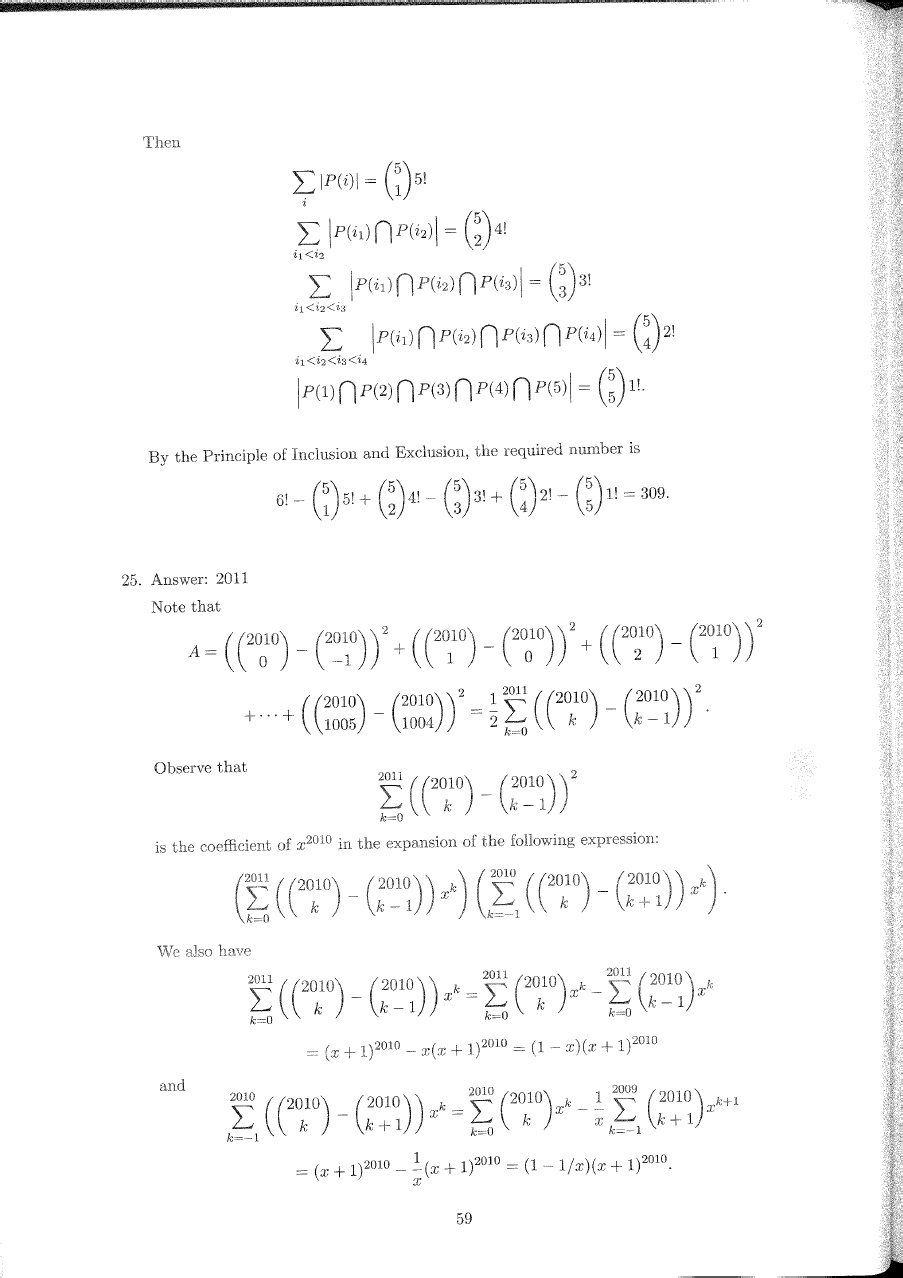 Then
$$\sum_{i} |P(i)| = \binom{5}{1} 5!$$
$$\sum_{i_1<i_2} \left|P(i_1) \bigcap P(i_2)\right| = \binom{5}{2} 4!$$
$$\sum_{i_1<i_2<i_3} \left|P(i_1) \bigcap P(i_2) \bigcap P(i_3)\right| = \binom{5}{3} 3!$$
$$\sum_{i_1<i_2<i_3<i_4} \left|P(i_1) \bigcap P(i_2) \bigcap P(i_3) \bigcap P(i_4)\right| = \binom{5}{4} 2!$$
$$\left|P(1) \bigcap P(2) \bigcap P(3) \bigcap P(4) \bigcap P(5)\right| = \binom{5}{5} 1!.$$
By the Principle of Inclusion and Exclusion, the required number is
$$6! - \binom{5}{1} 5! + \binom{5}{2} 4! - \binom{5}{3} 3! + \binom{5}{4} 2! - \binom{5}{5} 1! = 309.$$
25. Answer: 2011
Note that
$$A = \left(\binom{2010}{0} - \binom{2010}{-1}\right)^2 + \left(\binom{2010}{1} - \binom{2010}{0}\right)^2 + \left(\binom{2010}{2} - \binom{2010}{1}\right)^2$$
$$+ \cdots + \left(\binom{2010}{1005} - \binom{2010}{1004}\right)^2 = \frac{1}{2} \sum_{k=0}^{2011} \left(\binom{2010}{k} - \binom{2010}{k-1}\right)^2.$$
Observe that
$$\sum_{k=0}^{2011} \left(\binom{2010}{k} - \binom{2010}{k-1}\right)^2$$
is the coefficient of $x^{2010}$ in the expansion of the following expression:
$$\left(\sum_{k=0}^{2011} \left(\binom{2010}{k} - \binom{2010}{k-1}\right) x^k\right) \left(\sum_{k=-1}^{2010} \left(\binom{2010}{k} - \binom{2010}{k+1}\right) x^k\right).$$
We also have
$$\sum_{k=0}^{2011} \left(\binom{2010}{k} - \binom{2010}{k-1}\right) x^k = \sum_{k=0}^{2011} \binom{2010}{k} x^k - \sum_{k=0}^{2011} \binom{2010}{k-1} x^k$$
$$= (x+1)^{2010} - x(x+1)^{2010} = (1-x)(x+1)^{2010}$$
and
$$\sum_{k=-1}^{2010} \left(\binom{2010}{k} - \binom{2010}{k+1}\right) x^k = \sum_{k=0}^{2010} \binom{2010}{k} x^k - \frac{1}{x} \sum_{k=-1}^{2009} \binom{2010}{k+1} x^{k+1}$$
$$= (x+1)^{2010} - \frac{1}{x}(x+1)^{2010} = (1-1/x)(x+1)^{2010}.$$
59